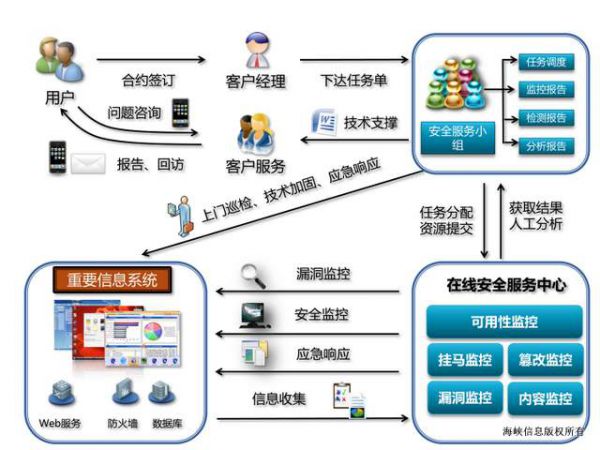 用户
合约签订
客户经理
下达任务单
问题咨询
报告、回访
客户服务
技术支撑
安全服务小
组
任务调度
监控报告
检测报告
分析报告
上门巡检、技术加固、应急响应
任务分配
资源提交
获取结果
人工分析
重要信息系统
Web服务
防火墙
数据库
漏洞监控
安全监控
应急响应
信息收集
在线安全服务中心
可用性监控
挂马监控
篡改监控
漏洞监控
内容监控
海峡信息版权所有